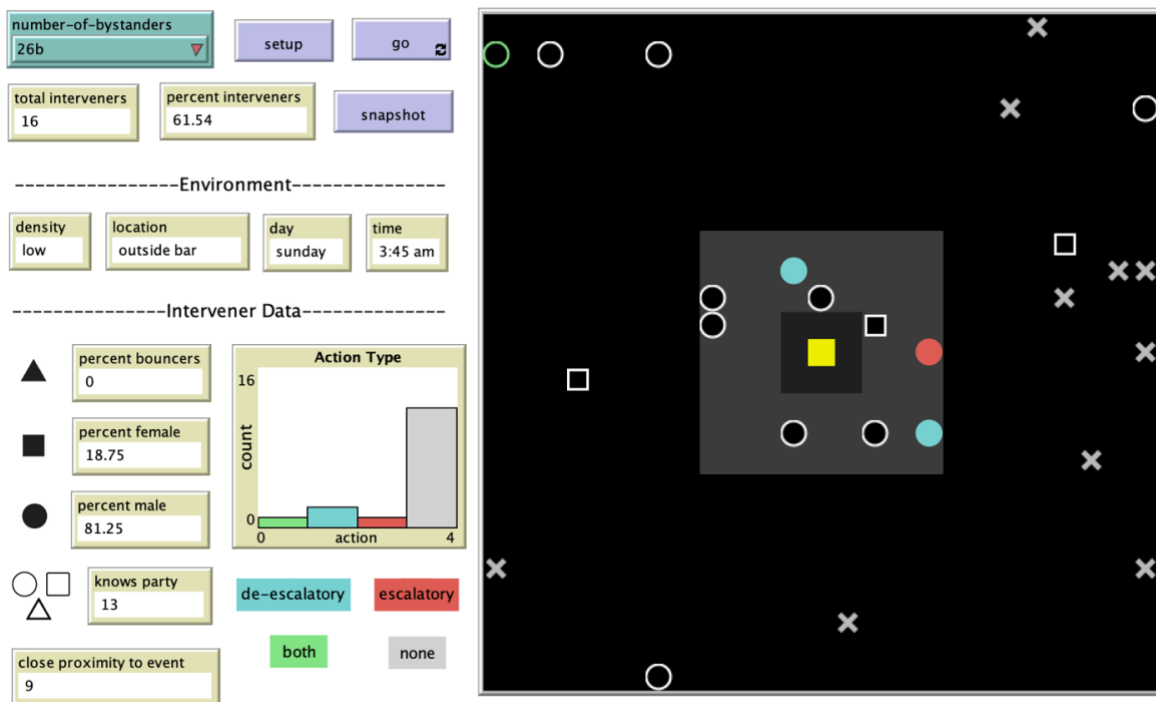 number-of-bystanders
26b
setup
go
total interveners
16
percent interveners
61.54
snapshot
----------------Environment---------------
density
low
location
outside bar
day
sunday
time
3:45 am
---------------Intervener Data--------------
percent bouncers
0
percent female
18.75
percent male
81.25
Action Type
16
count
0
0
action
4
knows party
13
de-escalatory
escalatory
both
none
close proximity to event
9